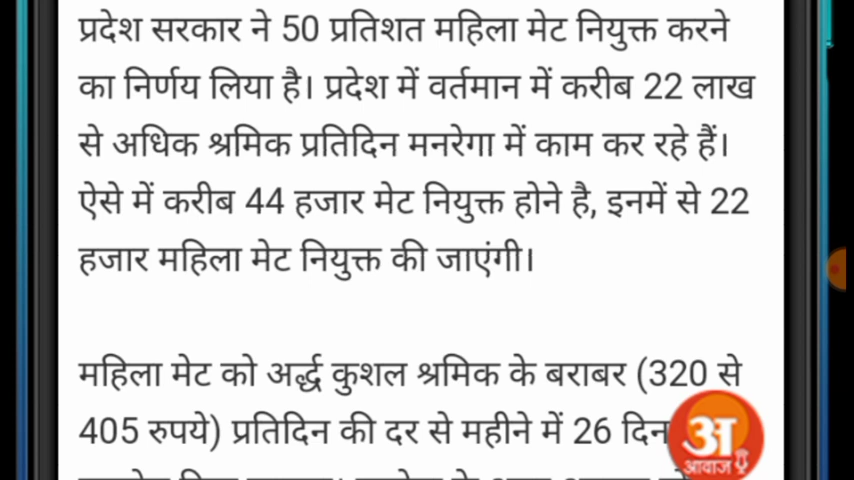 प्रदेश सरकार ने 50 प्रतिशत महिला मेट नियुक्त करने
का निर्णय लिया है। प्रदेश में वर्तमान में करीब 22 लाख
से अधिक श्रमिक प्रतिदिन मनरेगा में काम कर रहे हैं।
ऐसे में करीब 44 हजार मेट नियुक्त होने है, इनमें से 22
हजार महिला मेट नियुक्त की जाएंगी।
महिला मेट को अर्द्ध कुशल श्रमिक के बराबर (320 से
405 रुपये) प्रतिदिन की दर से महीने में 26 दिन
अ
आवाज